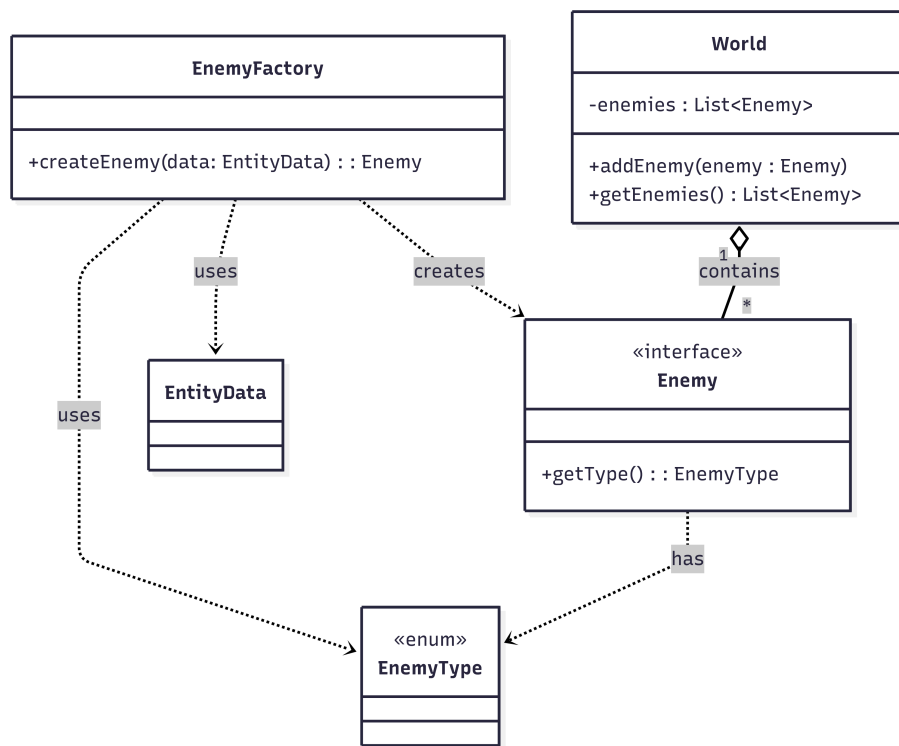 EnemyFactory
+createEnemy(data: EntityData) : : Enemy
World
-enemies : List<Enemy>
+addEnemy(enemy : Enemy)
+getEnemies() : List<Enemy>
uses
creates
1
contains
*
«interface»
Enemy
+getType() : : EnemyType
EntityData
uses
has
«enum»
EnemyType